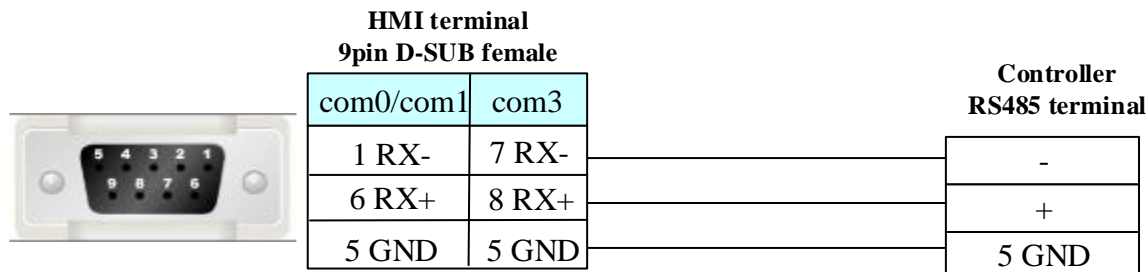 HMI terminal
9pin D-SUB female
Controller
RS485 terminal
com0/com1 com3
5 4 3 2 1
9 8 7 6
1 RX- 7 RX- -
6 RX+ 8 RX+ +
5 GND 5 GND 5 GND